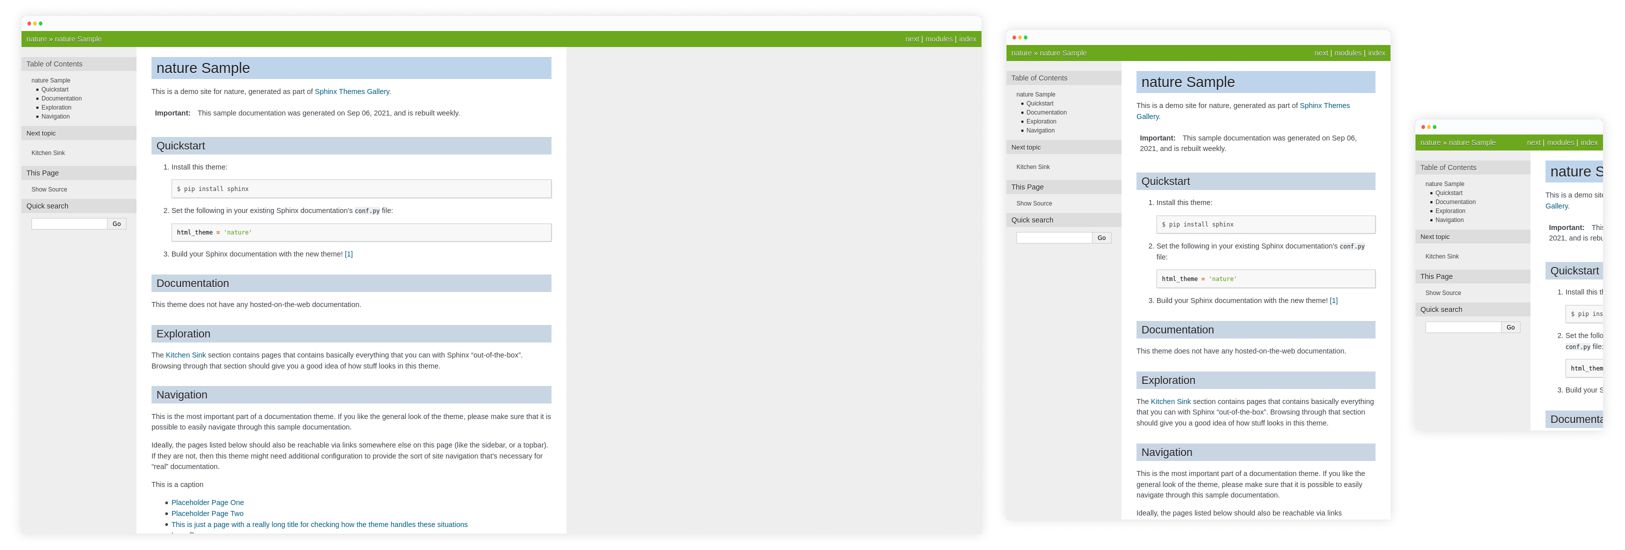 nature » nature Sample
next | modules | index
Table of Contents
nature Sample
Quickstart
Documentation
Exploration
Navigation
Next topic
Kitchen Sink
This Page
Show Source
Quick search
Go
nature Sample
This is a demo site for nature, generated as part of Sphinx Themes Gallery.
Important: This sample documentation was generated on Sep 06, 2021, and is rebuilt weekly.
Quickstart
1. Install this theme:
$ pip install sphinx
2. Set the following in your existing Sphinx documentation's conf.py file:
html_theme = 'nature'
3. Build your Sphinx documentation with the new theme! [1]
Documentation
This theme does not have any hosted-on-the-web documentation.
Exploration
The Kitchen Sink section contains pages that contains basically everything that you can with Sphinx “out-of-the-box”.
Browsing through that section should give you a good idea of how stuff looks in this theme.
Navigation
This is the most important part of a documentation theme. If you like the general look of the theme, please make sure that it is
possible to easily navigate through this sample documentation.
Ideally, the pages listed below should also be reachable via links somewhere else on this page (like the sidebar, or a topbar).
If they are not, then this theme might need additional configuration to provide the sort of site navigation that's necessary for
“real” documentation.
This is a caption
Placeholder Page One
Placeholder Page Two
This is just a page with a really long title for checking how the theme handles these situations
nature » nature Sample
next | modules | index
Table of Contents
nature Sample
Quickstart
Documentation
Exploration
Navigation
Next topic
Kitchen Sink
This Page
Show Source
Quick search
Go
nature Sample
This is a demo site for nature, generated as part of Sphinx Themes
Gallery.
Important: This sample documentation was generated on Sep 06,
2021, and is rebuilt weekly.
Quickstart
1. Install this theme:
$ pip install sphinx
2. Set the following in your existing Sphinx documentation's conf.py
file:
html_theme = 'nature'
3. Build your Sphinx documentation with the new theme! [1]
Documentation
This theme does not have any hosted-on-the-web documentation.
Exploration
The Kitchen Sink section contains pages that contains basically everything
that you can with Sphinx “out-of-the-box”. Browsing through that section
should give you a good idea of how stuff looks in this theme.
Navigation
This is the most important part of a documentation theme. If you like the
general look of the theme, please make sure that it is possible to easily
navigate through this sample documentation.
Ideally, the pages listed below should also be reachable via links
nature » nature Sample
next | modules | index
Table of Contents
nature Sample
Quickstart
Documentation
Exploration
Navigation
Next topic
Kitchen Sink
This Page
Show Source
Quick search
Go
nature S
This is a demo site
Gallery.
Important: This
2021, and is rebu
Quickstart
1. Install this th
$ pip ins
2. Set the follo
conf.py file:
html_them
3. Build your S
Documenta